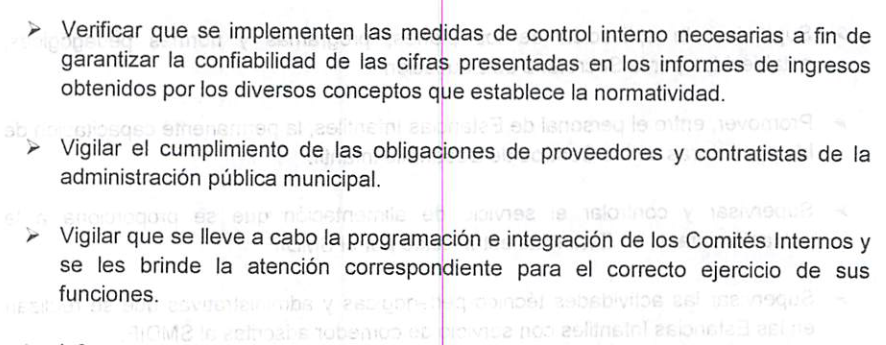 ➢ Verificar que se implementen las medidas de control interno necesarias a fin de
garantizar la confiabilidad de las cifras presentadas en los informes de ingresos
obtenidos por los diversos conceptos que establece la normatividad.
➢ Vigilar el cumplimiento de las obligaciones de proveedores y contratistas de la
administración pública municipal.
➢ Vigilar que se lleve a cabo la programación e integración de los Comités Internos y
se les brinde la atención correspondiente para el correcto ejercicio de sus
funciones.